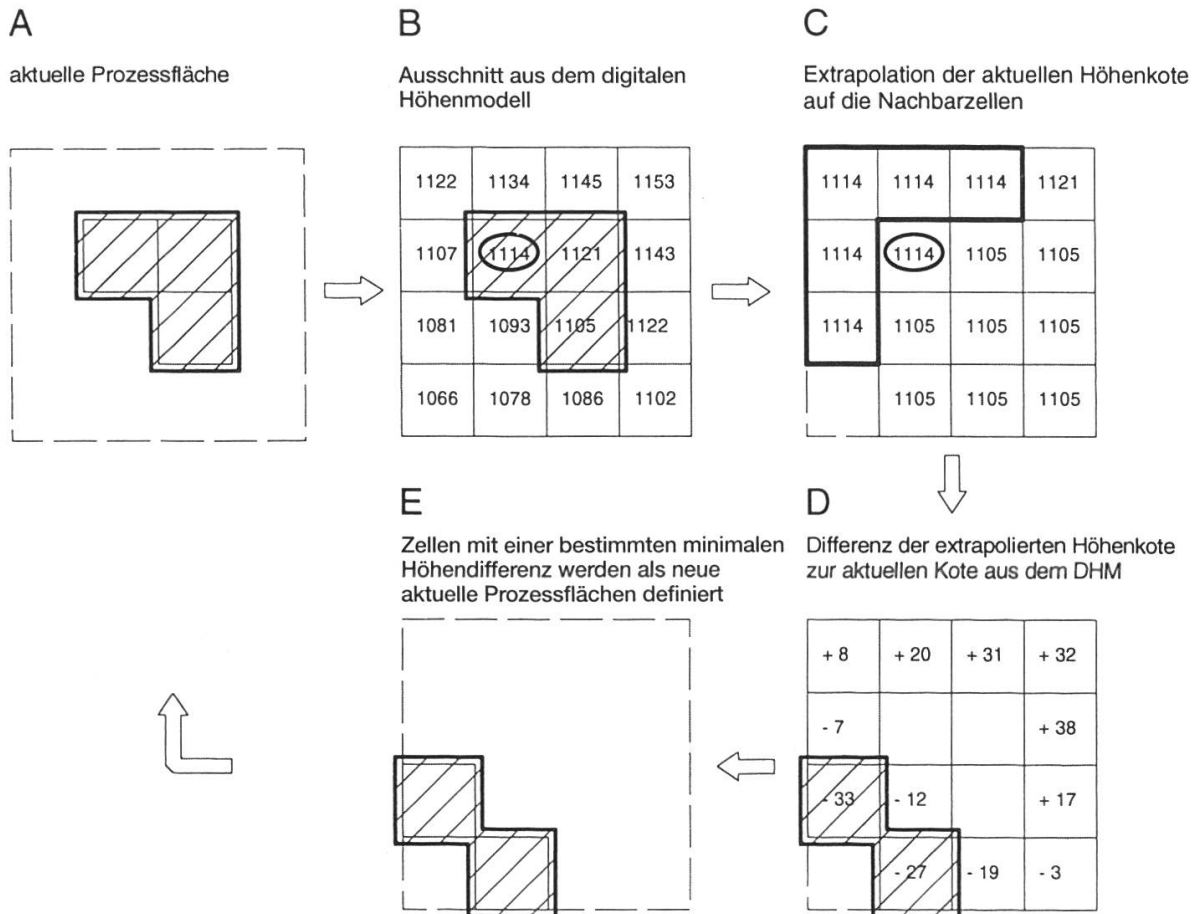 A
aktuelle Prozessfläche
B
Ausschnitt aus dem digitalen
Höhenmodell
1122 1134 1145 1153
1107 1114 1121 1143
1081 1093 1105 1122
1066 1078 1086 1102
C
Extrapolation der aktuellen Höhenkote
auf die Nachbarzellen
1114 1114 1114 1121
1114 1114 1105 1105
1114 1105 1105 1105
1105 1105 1105
D
Differenz der extrapolierten Höhenkote
zur aktuellen Kote aus dem DHM
+ 8 + 20 + 31 + 32
- 7 + 38
- 33 - 12 + 17
- 27 - 19 - 3
E
Zellen mit einer bestimmten minimalen
Höhendifferenz werden als neue
aktuelle Prozessflächen definiert